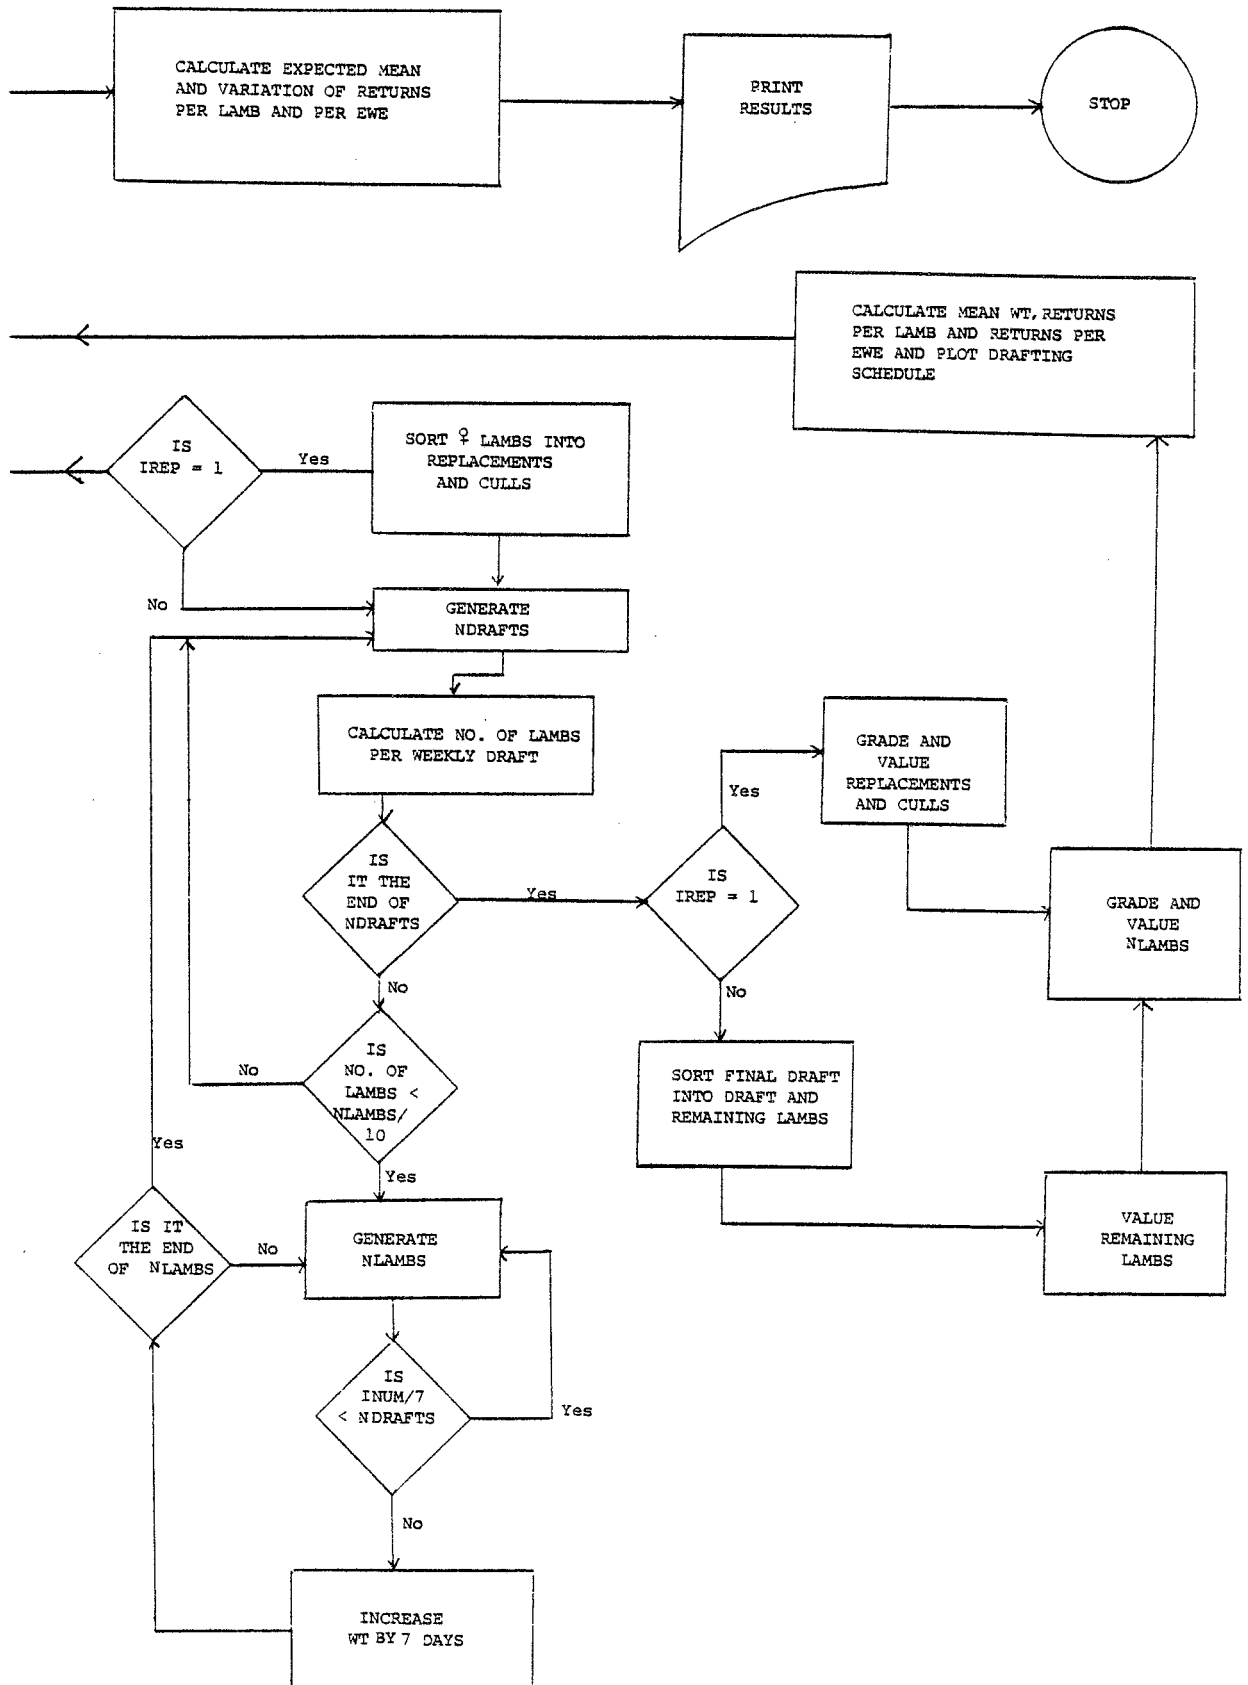 CALCULATE EXPECTED MEAN
AND VARIATION OF RETURNS
PER LAMB AND PER EWE
PRINT
RESULTS
STOP
CALCULATE MEAN WT, RETURNS
PER LAMB AND RETURNS PER
EWE AND PLOT DRAFTING
SCHEDULE
IS
IREP = 1
Yes
SORT ♀ LAMBS INTO
REPLACEMENTS
AND CULLS
No
GENERATE
NDRAFTS
CALCULATE NO. OF LAMBS
PER WEEKLY DRAFT
GRADE AND
VALUE
REPLACEMENTS
AND CULLS
Yes
IS
IT THE
END OF
NDRAFTS
Yes
IS
IREP = 1
GRADE AND
VALUE
NLAMBS
No
No
IS
NO. OF
LAMBS <
NLAMBS/
10
No
SORT FINAL DRAFT
INTO DRAFT AND
REMAINING LAMBS
Yes
Yes
IS IT
THE END
OF NLAMBS
No
GENERATE
NLAMBS
VALUE
REMAINING
LAMBS
IS
INUM/7
< NDRAFTS
Yes
No
INCREASE
WT BY 7 DAYS